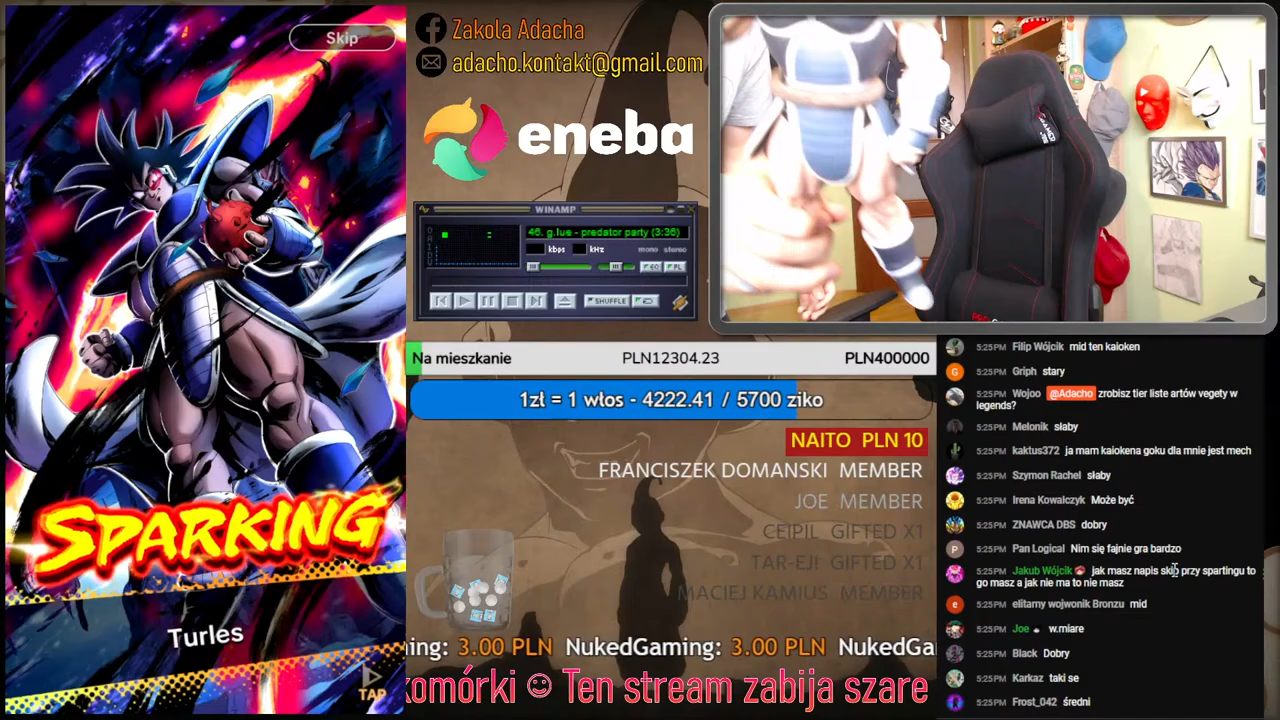 Skip
SPARKING
Turles
TAP
Zakola Adacha
adacho.kontakt@gmail.com
eneba
WINAMP
46. g.lue - predator party (3:36)
kbps kHz mono stereo
EQ PL
SHUFFLE
Na mieszkanie PLN12304.23 PLN400000
1zł = 1 włos - 4222.41 / 5700 ziko
NAITO PLN 10
FRANCISZEK DOMANSKI MEMBER
JOE MEMBER
CEIPIL GIFTED X1
TAR-EJ! GIFTED X1
MACIEJ KAMIUS MEMBER
ing: 3.00 PLN NukedGaming: 3.00 PLN NukedGa
komórki ☺ Ten stream zabija szare
5:25PM Filip Wójcik mid ten kaioken
5:25PM Griph stary
5:25PM Wojoo @Adacho zrobisz tier liste artów vegety w
legends?
5:25PM Melonik słaby
5:25PM kaktus372 ja mam kaiokena goku dla mnie jest mech
5:25PM Szymon Rachel słaby
5:25PM Irena Kowalczyk Może być
5:25PM ZNAWCA DBS dobry
5:25PM Pan Logical Nim się fajnie gra bardzo
5:25PM Jakub Wójcik jak masz napis skip przy spartingu to
go masz a jak nie ma to nie masz
5:25PM elitarny wojwonik Bronzu mid
5:25PM Joe w.miare
5:25PM Black Dobry
5:25PM Karkaz taki se
5:25PM Frost_042 średni